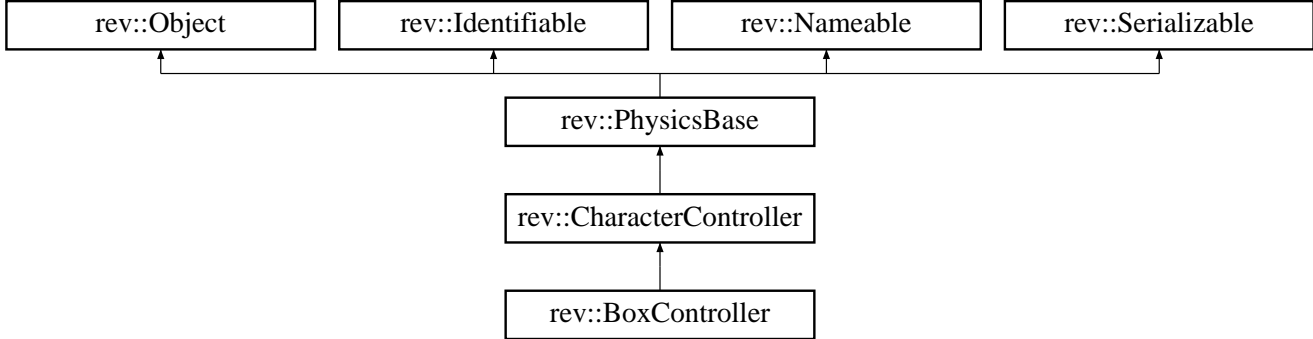 rev::Object rev::Identifiable rev::Nameable rev::Serializable
rev::PhysicsBase
rev::CharacterController
rev::BoxController